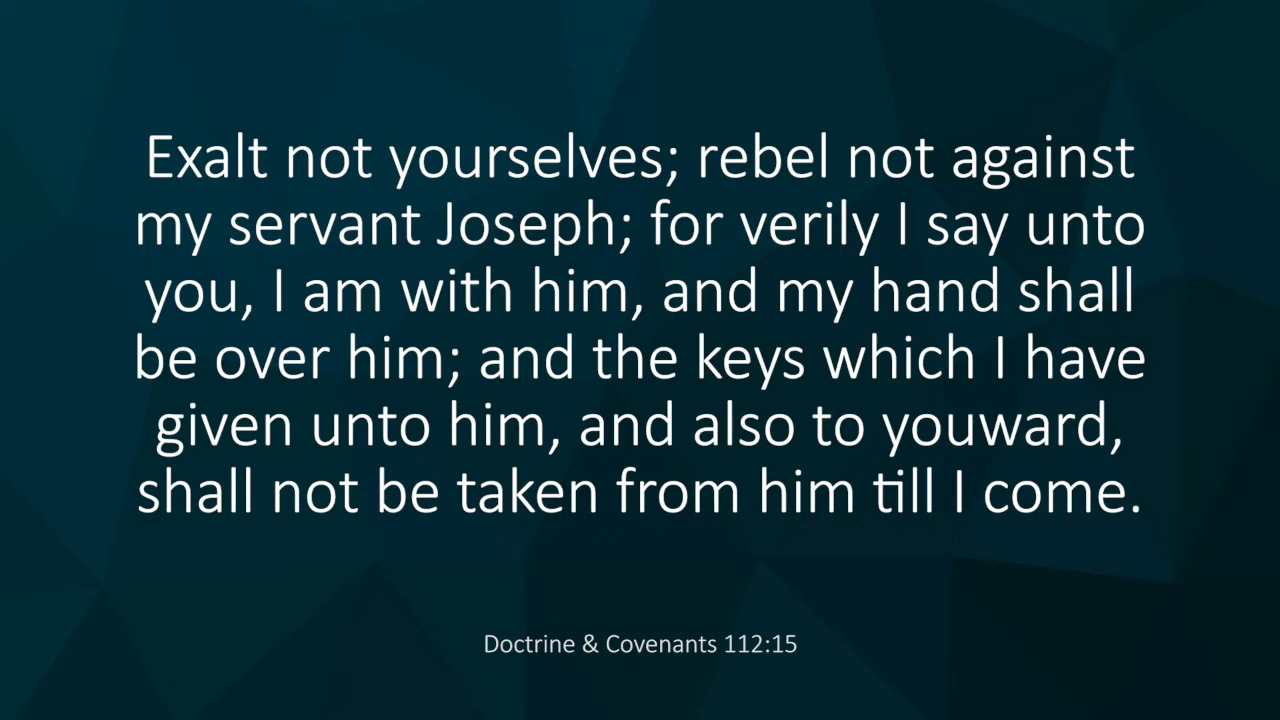 Exalt not yourselves; rebel not against
my servant Joseph; for verily I say unto
you, I am with him, and my hand shall
be over him; and the keys which I have
given unto him, and also to youward,
shall not be taken from him till I come.
Doctrine & Covenants 112:15